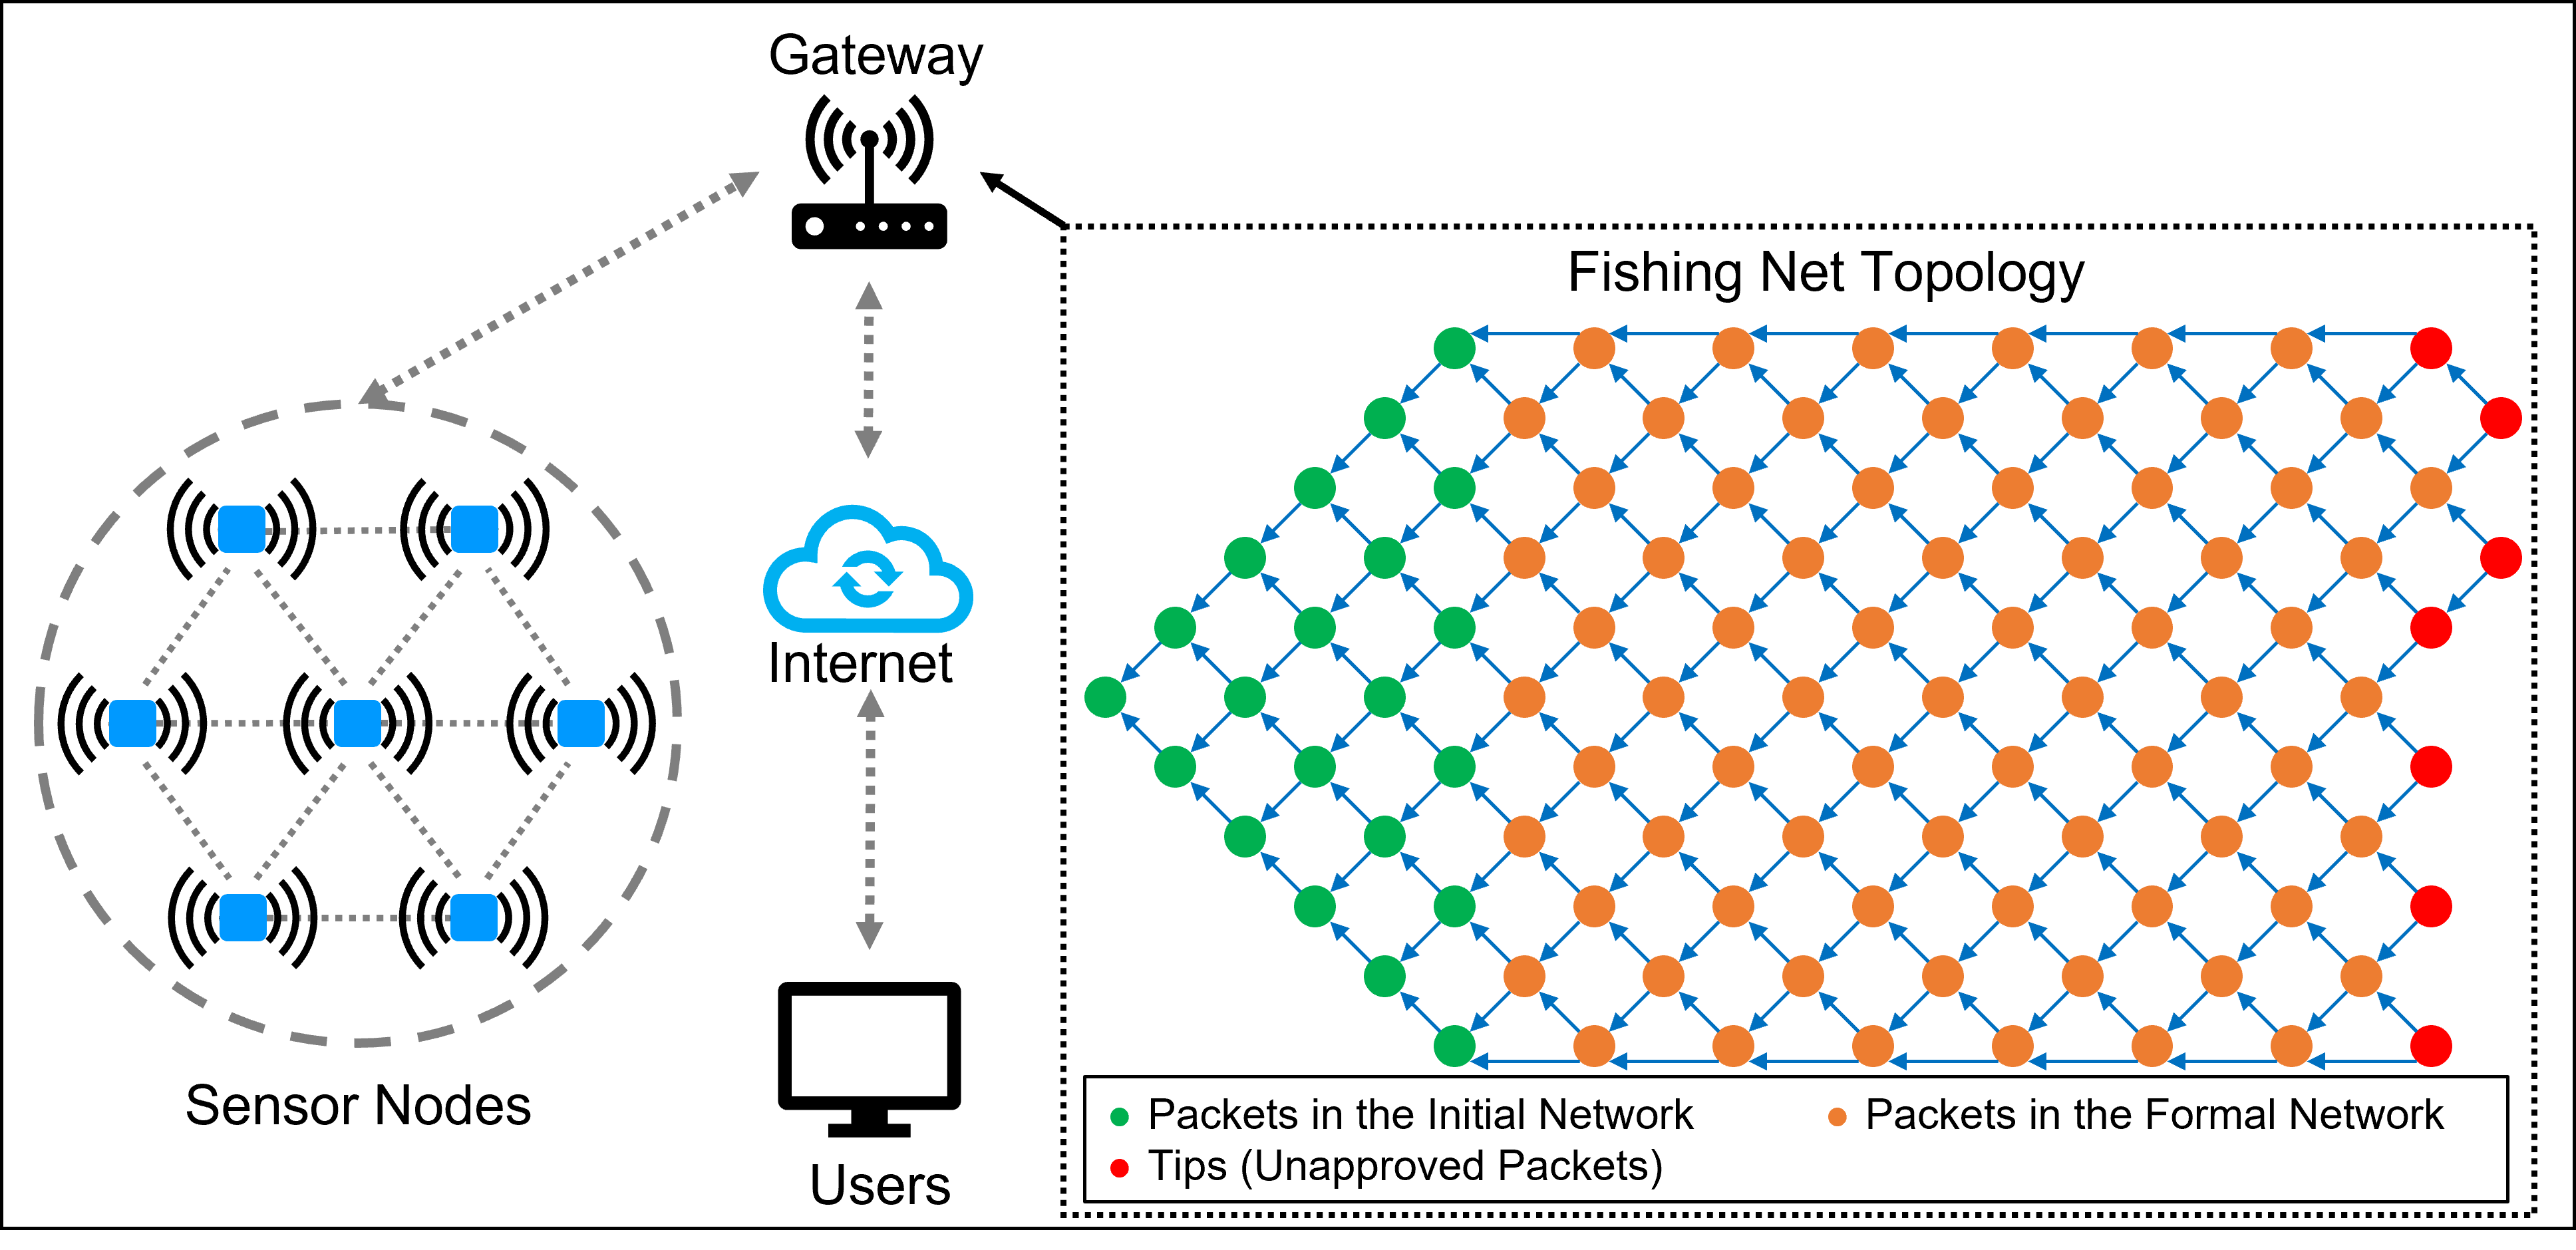 Gateway
Fishing Net Topology
Internet
Sensor Nodes
Users
Packets in the Initial Network
Packets in the Formal Network
Tips (Unapproved Packets)